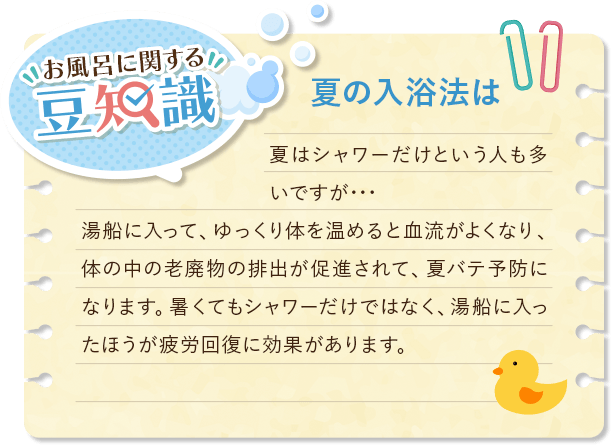 お風呂に関する
豆知識
夏の入浴法は
夏はシャワーだけという人も多
いですが･･･
湯船に入って、ゆっくり体を温めると血流がよくなり、
体の中の老廃物の排出が促進されて、夏バテ予防に
なります。暑くてもシャワーだけではなく、湯船に入っ
たほうが疲労回復に効果があります。